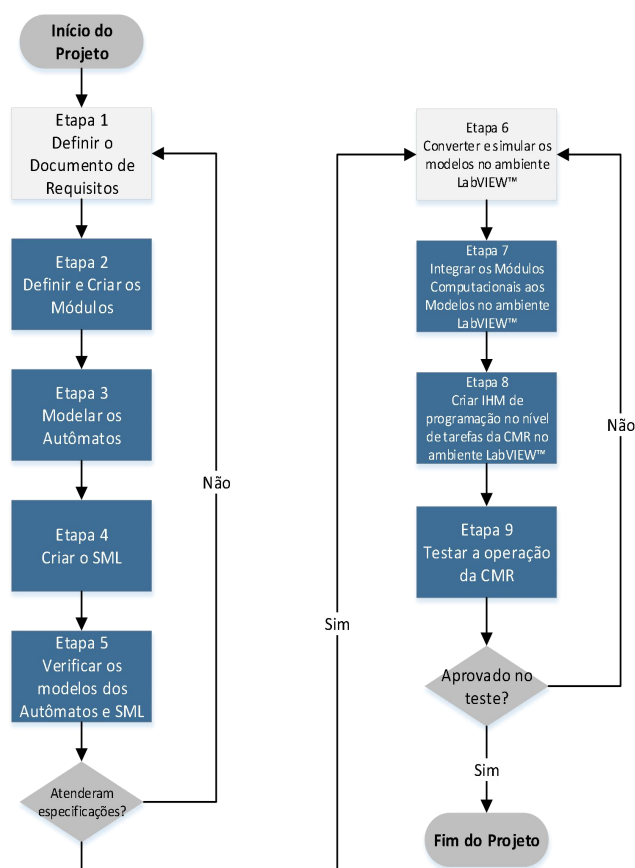 Início do
Projeto
Etapa 1
Definir o
Documento de
Requisitos
Etapa 2
Definir e Criar os
Módulos
Etapa 3
Modelar os
Autômatos
Etapa 4
Criar o SML
Etapa 5
Verificar os
modelos dos
Autômatos e SML
Atenderam
especificações?
Não
Sim
Etapa 6
Converter e simular os
modelos no ambiente
LabVIEW™
Etapa 7
Integrar os Módulos
Computacionais aos
Modelos no ambiente
LabVIEW™
Etapa 8
Criar IHM de
programação no nível
de tarefas da CMR no
ambiente LabVIEW™
Etapa 9
Testar a operação
da CMR
Aprovado no
teste?
Não
Sim
Fim do Projeto